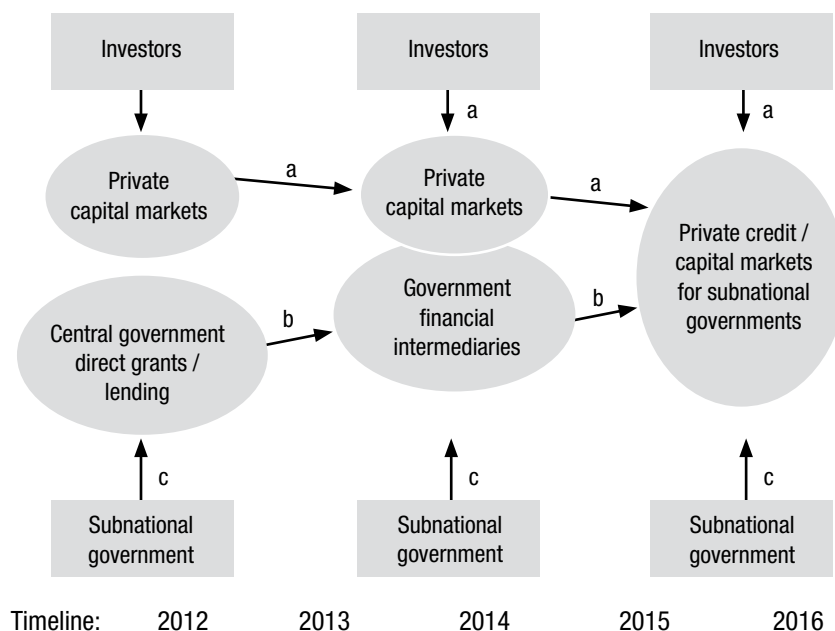 Investors
Investors
Investors
a
a
Private
capital markets
a
Private
capital markets
a
Private credit /
capital markets
for subnational
governments
Central government
direct grants /
lending
b
Government
financial
intermediaries
b
c
c
c
Subnational
government
Subnational
government
Subnational
government
Timeline: 2012 2013 2014 2015 2016